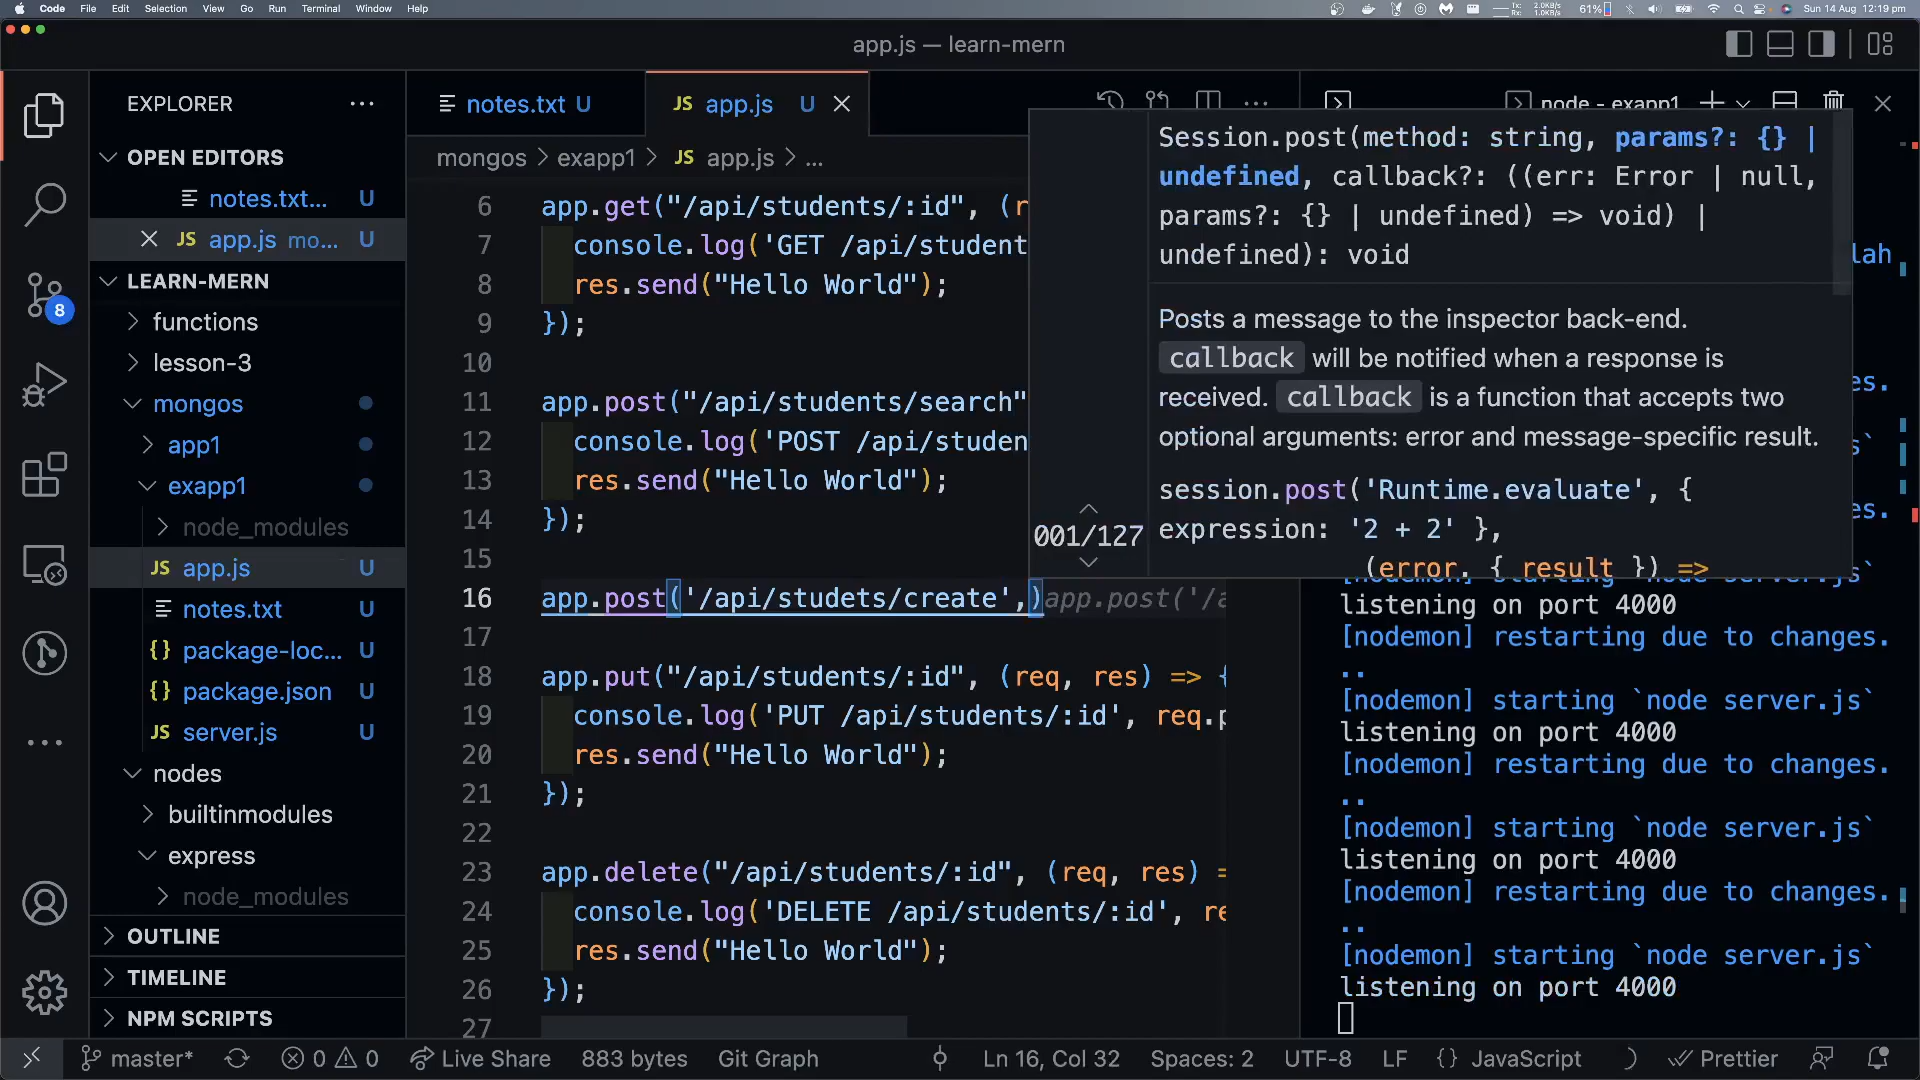 Code File Edit Selection View Go Run Terminal Window Help
61% Sun 14 Aug 12:19 pm
app.js — learn-mern
EXPLORER
OPEN EDITORS
notes.txt... U
app.js mo... U
LEARN-MERN
functions
lesson-3
mongos
app1
exapp1
node_modules
JS app.js U
notes.txt U
{} package-loc... U
{} package.json U
JS server.js U
nodes
builtinmodules
express
node_modules
OUTLINE
TIMELINE
NPM SCRIPTS
8
notes.txt U
JS app.js U
mongos > exapp1 > JS app.js > ...
6 app.get("/api/students/:id", (r
7 console.log('GET /api/student
8 res.send("Hello World");
9 });
10
11 app.post("/api/students/search"
12 console.log('POST /api/studen
13 res.send("Hello World");
14 });
15
16 app.post('/api/studets/create',)app.post('/a
17
18 app.put("/api/students/:id", (req, res) => {
19 console.log('PUT /api/students/:id', req.p
20 res.send("Hello World");
21 });
22
23 app.delete("/api/students/:id", (req, res) =
24 console.log('DELETE /api/students/:id', re
25 res.send("Hello World");
26 });
27
001/127
Session.post(method: string, params?: {} |
undefined, callback?: ((err: Error | null,
params?: {} | undefined) => void) |
undefined): void
Posts a message to the inspector back-end.
callback will be notified when a response is
received. callback is a function that accepts two
optional arguments: error and message-specific result.
session.post('Runtime.evaluate', {
expression: '2 + 2' },
(error, { result }) =>
node - exapp1
lah
es.
s`
es.
listening on port 4000
[nodemon] restarting due to changes.
..
[nodemon] starting `node server.js`
listening on port 4000
[nodemon] restarting due to changes.
..
[nodemon] starting `node server.js`
listening on port 4000
[nodemon] restarting due to changes.
..
[nodemon] starting `node server.js`
listening on port 4000
master* 0 0 Live Share 883 bytes Git Graph Ln 16, Col 32 Spaces: 2 UTF-8 LF {} JavaScript Prettier